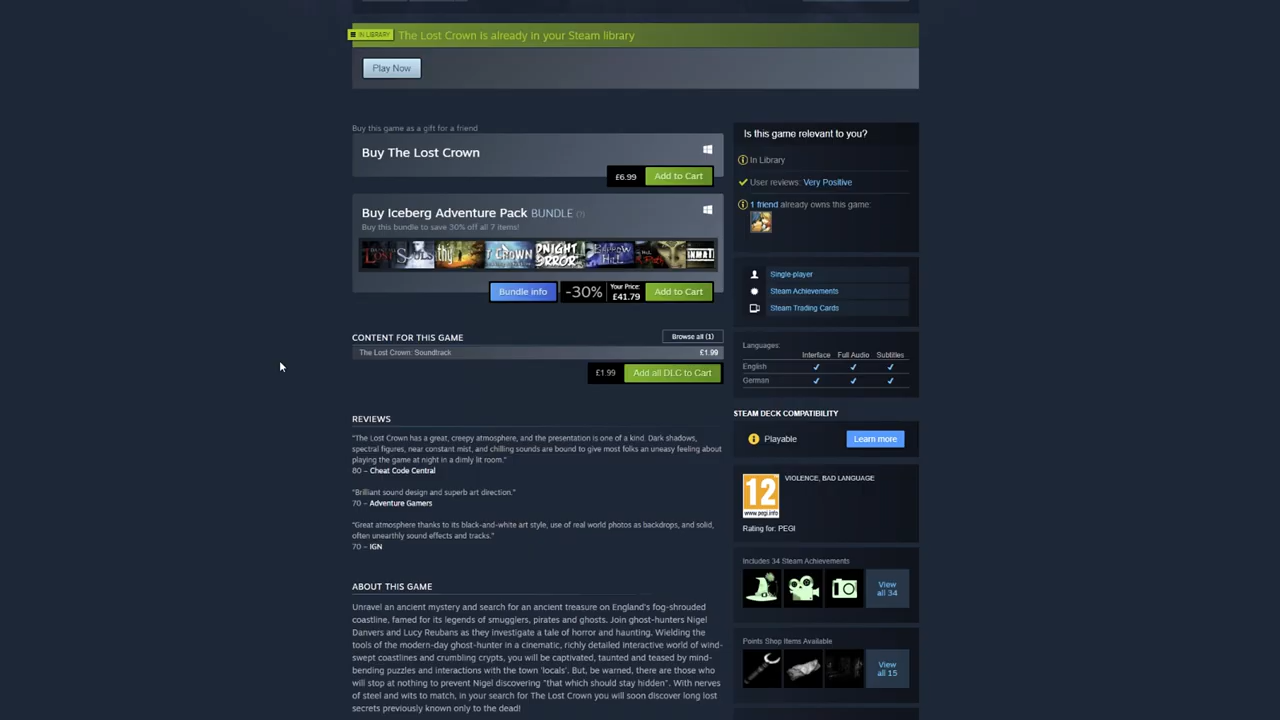 IN LIBRARY
The Lost Crown is already in your Steam library
Play Now
Buy this game as a gift for a friend
Buy The Lost Crown
£6.99
Add to Cart
Buy Iceberg Adventure Pack BUNDLE (?)
Buy this bundle to save 30% off all 7 items!
Bundle info
-30%
Your Price:
£41.79
Add to Cart
CONTENT FOR THIS GAME
Browse all (1)
The Lost Crown: Soundtrack
£1.99
£1.99
Add all DLC to Cart
REVIEWS
"The Lost Crown has a great, creepy atmosphere, and the presentation is one of a kind. Dark shadows,
spectral figures, near constant mist, and chilling sounds are bound to give most folks an uneasy feeling about
playing the game at night in a dimly lit room."
80 – Cheat Code Central
"Brilliant sound design and superb art direction."
70 – Adventure Gamers
"Great atmosphere thanks to its black-and-white art style, use of real world photos as backdrops, and solid,
often unearthly sound effects and tracks."
70 – IGN
ABOUT THIS GAME
Unravel an ancient mystery and search for an ancient treasure on England's fog-shrouded
coastline, famed for its legends of smugglers, pirates and ghosts. Join ghost-hunters Nigel
Danvers and Lucy Reubans as they investigate a tale of horror and haunting. Wielding the
tools of the modern-day ghost-hunter in a cinematic, richly detailed interactive world of wind-
swept coastlines and crumbling crypts, you will be captivated, taunted and teased by mind-
bending puzzles and interactions with the town 'locals'. But, be warned, there are those who
will stop at nothing to prevent Nigel discovering "that which should stay hidden". With nerves
of steel and wits to match, in your search for The Lost Crown you will soon discover long lost
secrets previously known only to the dead!
Is this game relevant to you?
In Library
User reviews: Very Positive
1 friend already owns this game:
Single-player
Steam Achievements
Steam Trading Cards
Languages:
Interface Full Audio Subtitles
English
German
STEAM DECK COMPATIBILITY
Playable
Learn more
12
www.pegi.info
VIOLENCE, BAD LANGUAGE
Rating for: PEGI
Includes 34 Steam Achievements
View
all 34
Points Shop Items Available
View
all 15